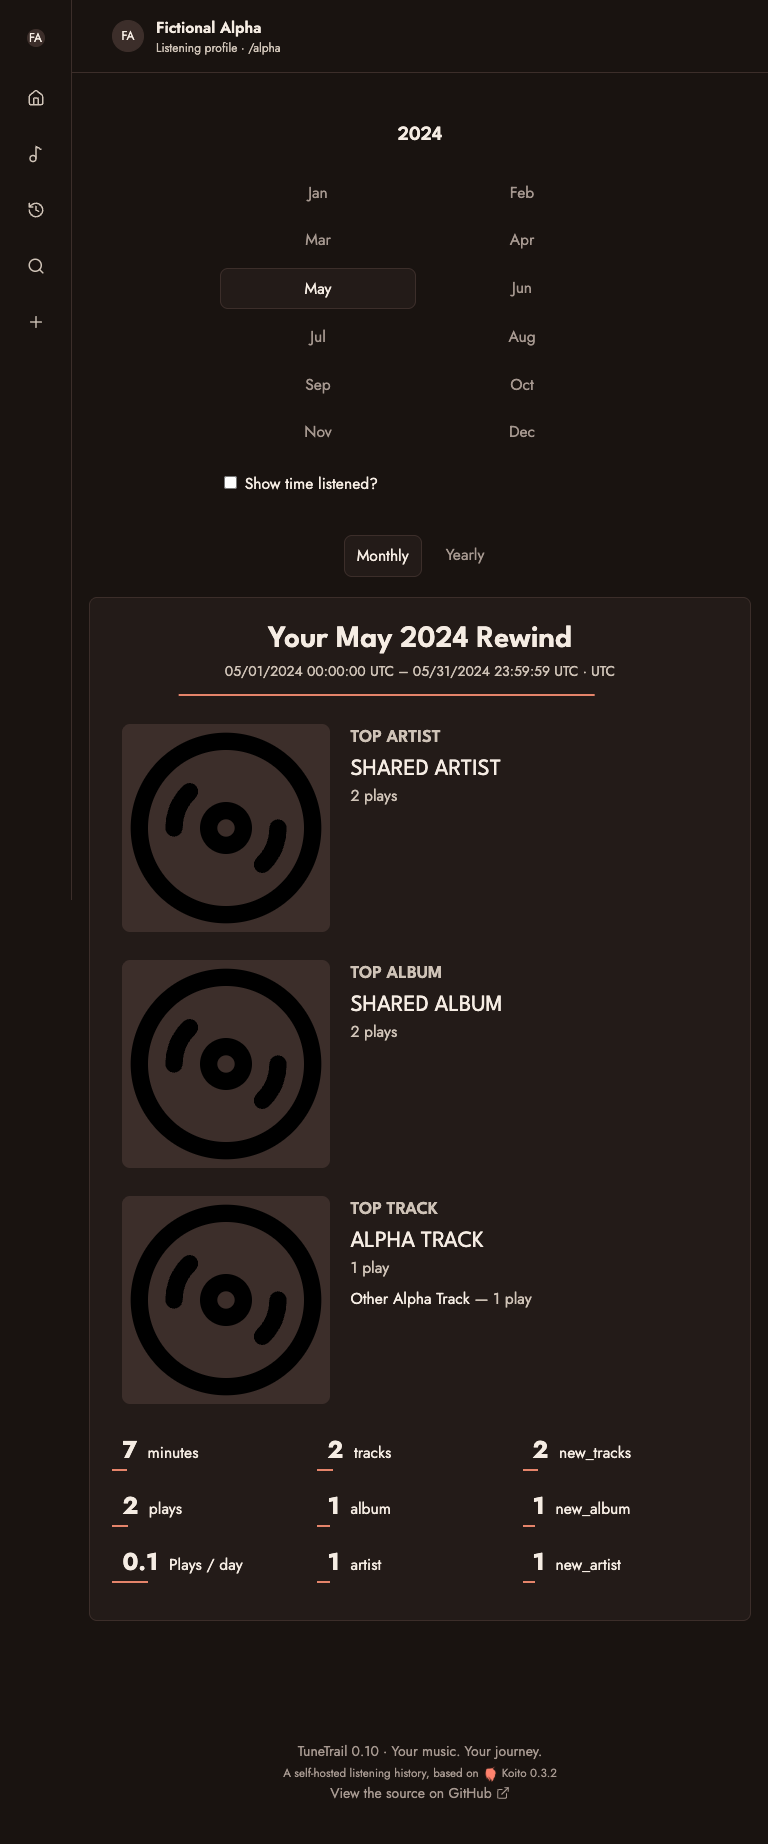 FA
FA
Fictional Alpha
Listening profile · /alpha
2024
Jan Feb
Mar Apr
May Jun
Jul Aug
Sep Oct
Nov Dec
Show time listened?
Monthly Yearly
Your May 2024 Rewind
05/01/2024 00:00:00 UTC – 05/31/2024 23:59:59 UTC · UTC
TOP ARTIST
SHARED ARTIST
2 plays
TOP ALBUM
SHARED ALBUM
2 plays
TOP TRACK
ALPHA TRACK
1 play
Other Alpha Track — 1 play
7 minutes 2 tracks 2 new_tracks
2 plays 1 album 1 new_album
0.1 Plays / day 1 artist 1 new_artist
TuneTrail 0.10 · Your music. Your journey.
A self-hosted listening history, based on Koito 0.3.2
View the source on GitHub